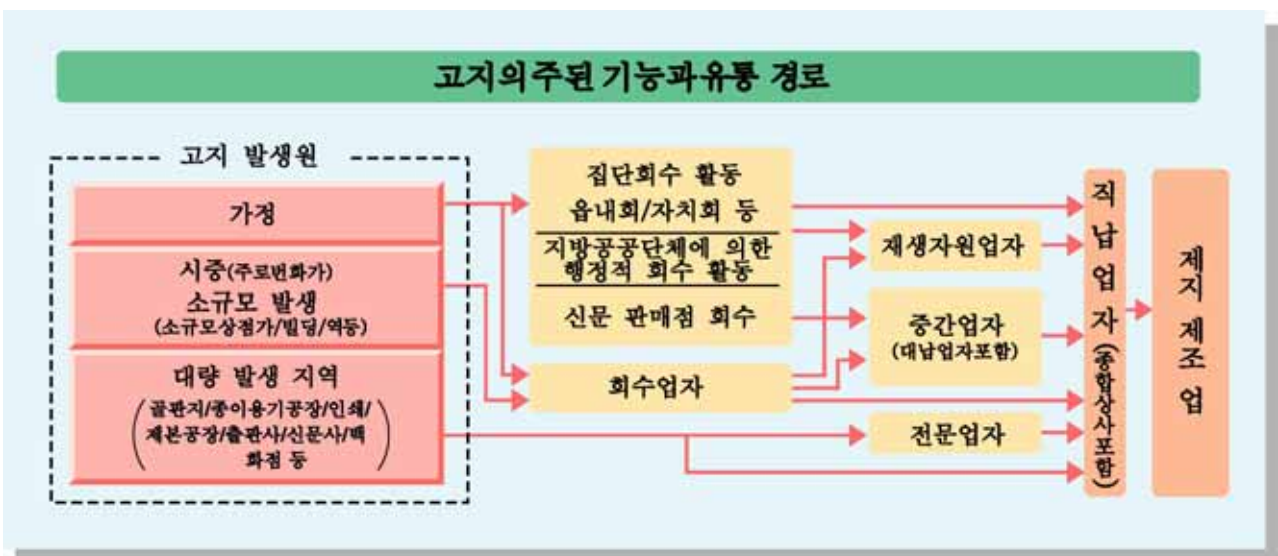 고지의주된 기능과유통 경로
고지 발생원
가정
시중(주로번화가)
소규모 발생
(소규모상점가/빌딩/역등)
대량 발생 지역
(골판지/종이용기공장/인쇄/
제본공장/출판사/신문사/백
화점 등)
집단회수 활동
읍내회/자치회 등
지방공공단체에 의한
행정적 회수 활동
신문 판매점 회수
회수업자
재생자원업자
중간업자
(대납업자포함)
전문업자
직납업자(종합상사포함)
제지 제조업